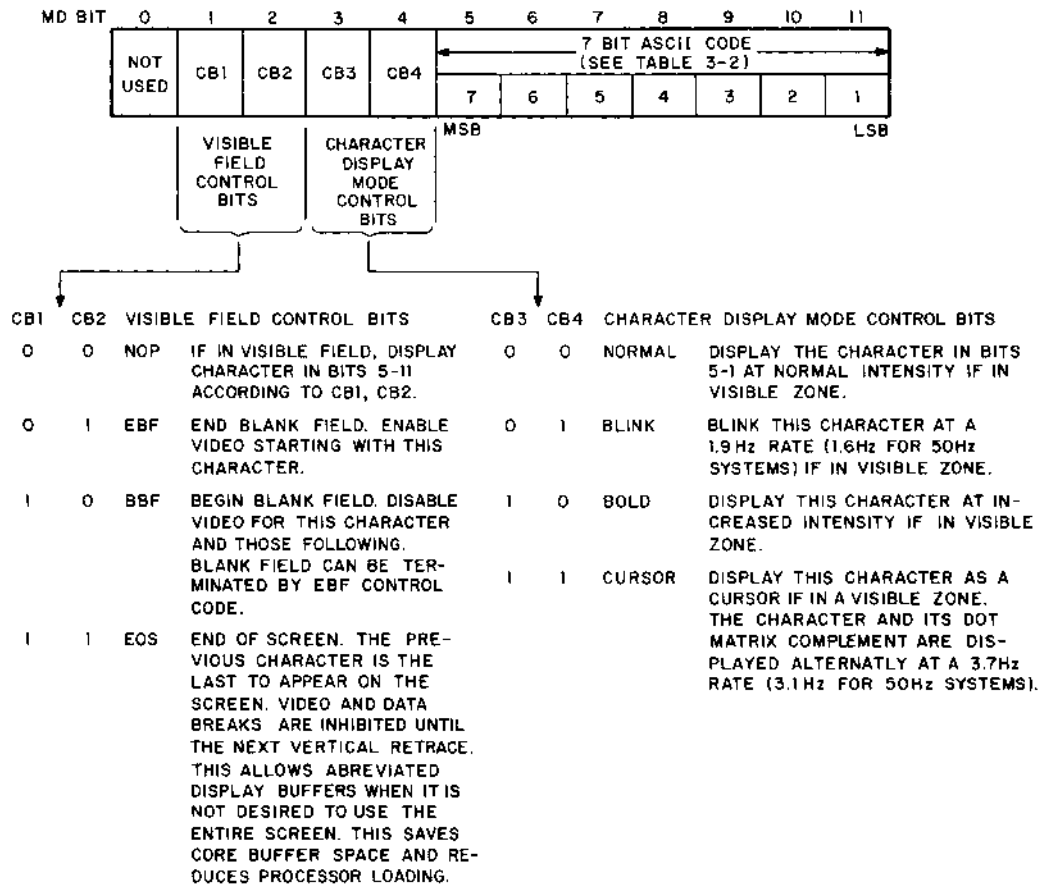 MD BIT 0 1 2 3 4 5 6 7 8 9 10 11
NOT USED
CB1 CB2 CB3 CB4
7 BIT ASCII CODE
(SEE TABLE 3-2)
7 6 5 4 3 2 1
MSB LSB
VISIBLE
FIELD
CONTROL
BITS
CHARACTER
DISPLAY
MODE
CONTROL
BITS
CB1 CB2 VISIBLE FIELD CONTROL BITS
0 0 NOP IF IN VISIBLE FIELD, DISPLAY
CHARACTER IN BITS 5-11
ACCORDING TO CB1, CB2.
0 1 EBF END BLANK FIELD. ENABLE
VIDEO STARTING WITH THIS
CHARACTER.
1 0 BBF BEGIN BLANK FIELD. DISABLE
VIDEO FOR THIS CHARACTER
AND THOSE FOLLOWING.
BLANK FIELD CAN BE TER-
MINATED BY EBF CONTROL
CODE.
1 1 EOS END OF SCREEN. THE PRE-
VIOUS CHARACTER IS THE
LAST TO APPEAR ON THE
SCREEN. VIDEO AND DATA
BREAKS ARE INHIBITED UNTIL
THE NEXT VERTICAL RETRACE.
THIS ALLOWS ABREVIATED
DISPLAY BUFFERS WHEN IT IS
NOT DESIRED TO USE THE
ENTIRE SCREEN. THIS SAVES
CORE BUFFER SPACE AND RE-
DUCES PROCESSOR LOADING.
CB3 CB4 CHARACTER DISPLAY MODE CONTROL BITS
0 0 NORMAL DISPLAY THE CHARACTER IN BITS
5-1 AT NORMAL INTENSITY IF IN
VISIBLE ZONE.
0 1 BLINK BLINK THIS CHARACTER AT A
1.9 Hz RATE (1.6Hz FOR 50Hz
SYSTEMS) IF IN VISIBLE ZONE.
1 0 BOLD DISPLAY THIS CHARACTER AT IN-
CREASED INTENSITY IF IN VISIBLE
ZONE.
1 1 CURSOR DISPLAY THIS CHARACTER AS A
CURSOR IF IN A VISIBLE ZONE.
THE CHARACTER AND ITS DOT
MATRIX COMPLEMENT ARE DIS-
PLAYED ALTERNATLY AT A 3.7Hz
RATE (3.1Hz FOR 50Hz SYSTEMS).